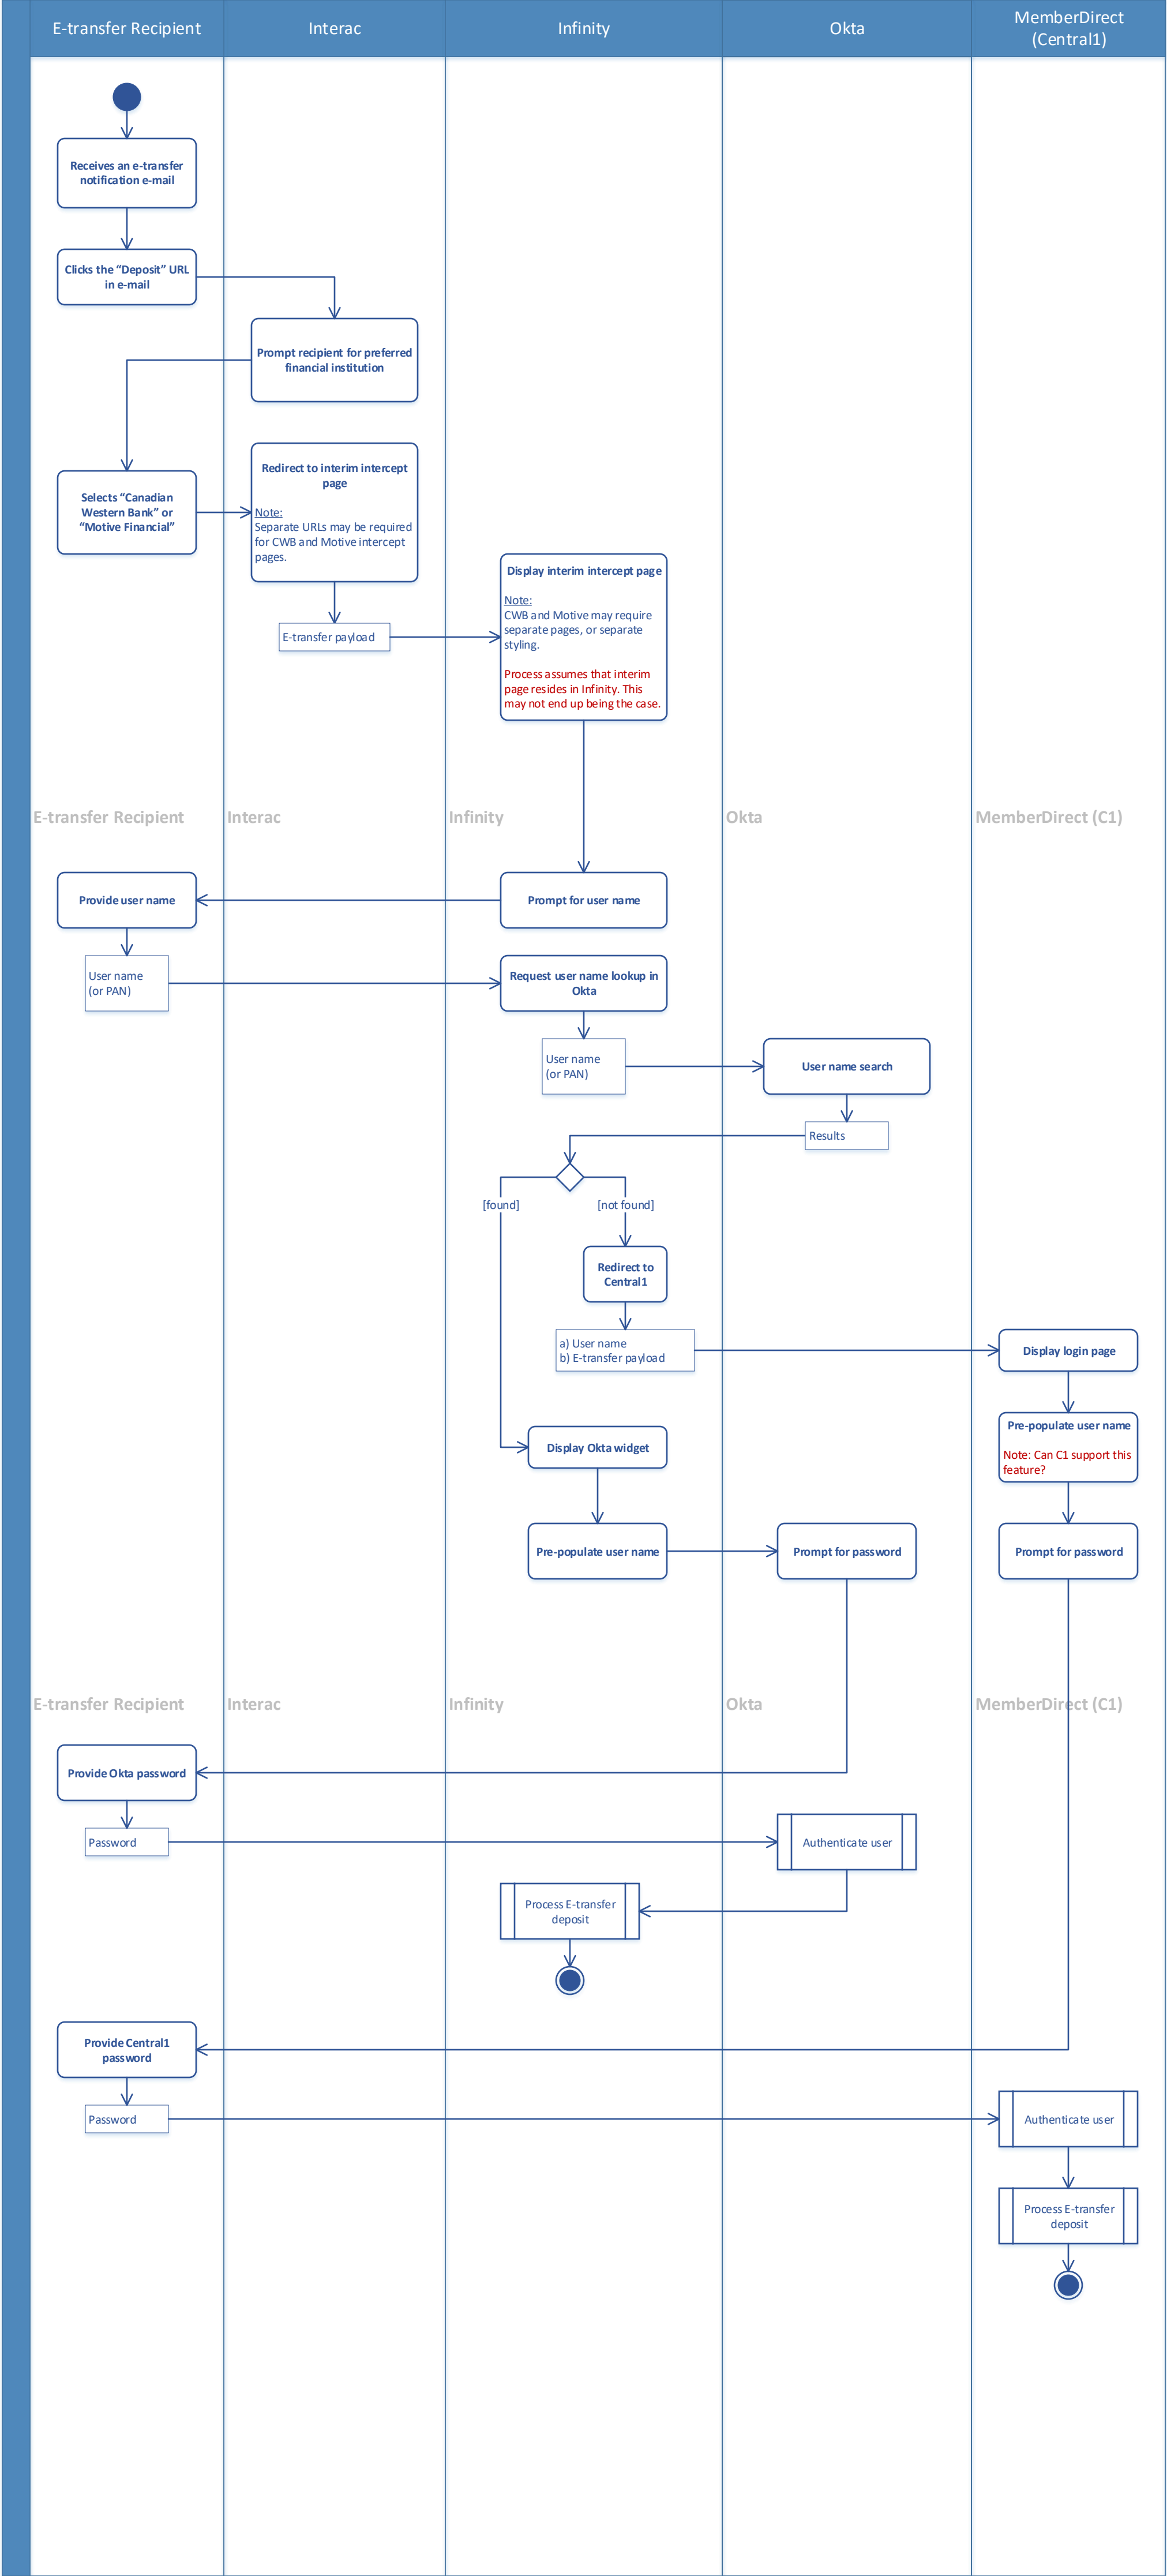 E-transfer Recipient
Interac
Infinity
Okta
MemberDirect
(Central1)
Receives an e-transfer
notification e-mail
Clicks the “Deposit” URL
in e-mail
Prompt recipient for preferred
financial institution
Selects “Canadian
Western Bank” or
“Motive Financial”
Redirect to interim intercept
page
Note:
Separate URLs may be required
for CWB and Motive intercept
pages.
E-transfer payload
Display interim intercept page
Note:
CWB and Motive may require
separate pages, or separate
styling.
Process assumes that interim
page resides in Infinity. This
may not end up being the case.
E-transfer Recipient
Interac
Infinity
Okta
MemberDirect (C1)
Provide user name
Prompt for user name
User name
(or PAN)
Request user name lookup in
Okta
User name
(or PAN)
User name search
Results
[found]
[not found]
Redirect to
Central1
a) User name
b) E-transfer payload
Display login page
Pre-populate user name
Note: Can C1 support this
feature?
Display Okta widget
Pre-populate user name
Prompt for password
Prompt for password
E-transfer Recipient
Interac
Infinity
Okta
MemberDirect (C1)
Provide Okta password
Password
Authenticate user
Process E-transfer
deposit
Provide Central1
password
Password
Authenticate user
Process E-transfer
deposit